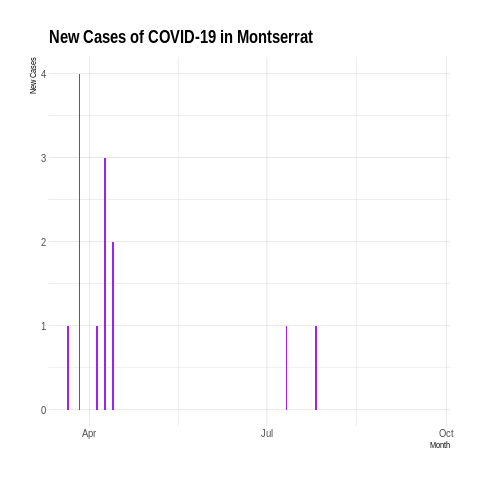 New Cases of COVID-19 in Montserrat
New Cases
4
3
2
1
0
Apr
Jul
Oct
Month